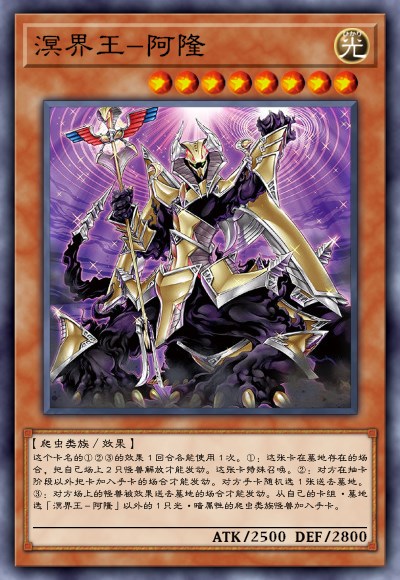 溟界王－阿隆
ひかり
光
【爬虫类族／效果】
这个卡名的①②③的效果1回合各能使用1次。①：这张卡在墓地存在的场
合，把自己场上2只怪兽解放才能发动。这张卡特殊召唤。②：对方在抽卡
阶段以外把卡加入手卡的场合才能发动。对方手卡随机选1张送去墓地。
③：对方场上的怪兽被效果送去墓地的场合才能发动。从自己的卡组·墓地
选「溟界王－阿隆」以外的1只光·暗属性的爬虫类族怪兽加入手卡。
ATK/2500 DEF/2800